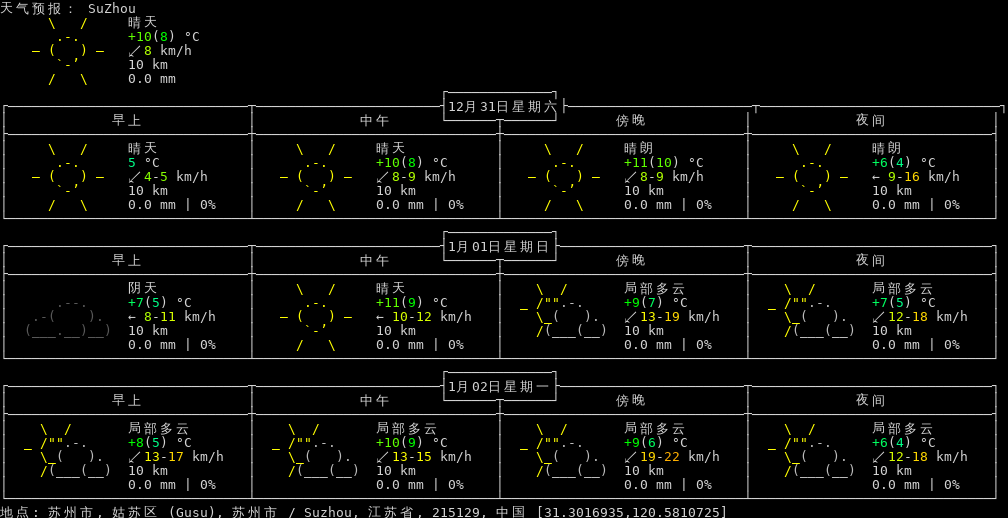 天气预报: SuZhou
晴天
+10(8) °C
↙8 km/h
10 km
0.0 mm
12月31日星期六
早上 中午 傍晚 夜间
晴天 晴天 晴朗 晴朗
5 °C +10(8) °C +11(10) °C +6(4) °C
↙4-5 km/h ↙8-9 km/h ↙8-9 km/h ← 9-16 km/h
10 km 10 km 10 km 10 km
0.0 mm | 0% 0.0 mm | 0% 0.0 mm | 0% 0.0 mm | 0%
1月01日星期日
早上 中午 傍晚 夜间
阴天 晴天 局部多云 局部多云
+7(5) °C +11(9) °C +9(7) °C +7(5) °C
← 8-11 km/h ← 10-12 km/h ↙13-19 km/h ↙12-18 km/h
10 km 10 km 10 km 10 km
0.0 mm | 0% 0.0 mm | 0% 0.0 mm | 0% 0.0 mm | 0%
1月02日星期一
早上 中午 傍晚 夜间
局部多云 局部多云 局部多云 局部多云
+8(5) °C +10(9) °C +9(6) °C +6(4) °C
↙13-17 km/h ↙13-15 km/h ↙19-22 km/h ↙12-18 km/h
10 km 10 km 10 km 10 km
0.0 mm | 0% 0.0 mm | 0% 0.0 mm | 0% 0.0 mm | 0%
地点: 苏州市, 姑苏区 (Gusu), 苏州市 / Suzhou, 江苏省, 215129, 中国 [31.3016935,120.5810725]